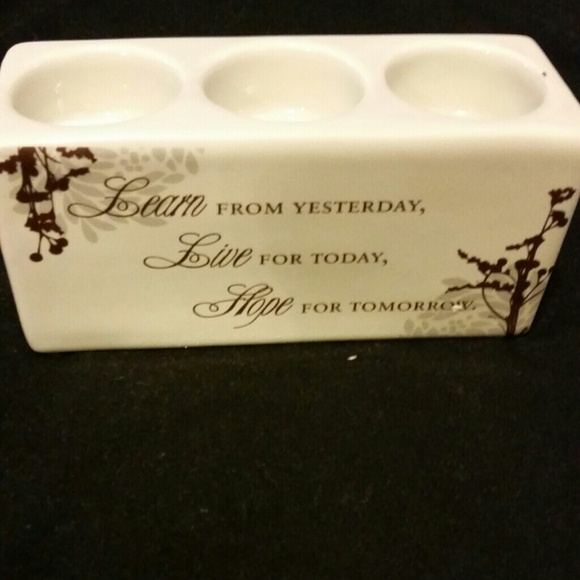 Learn FROM YESTERDAY,
Live FOR TODAY,
Hope FOR TOMORROW.